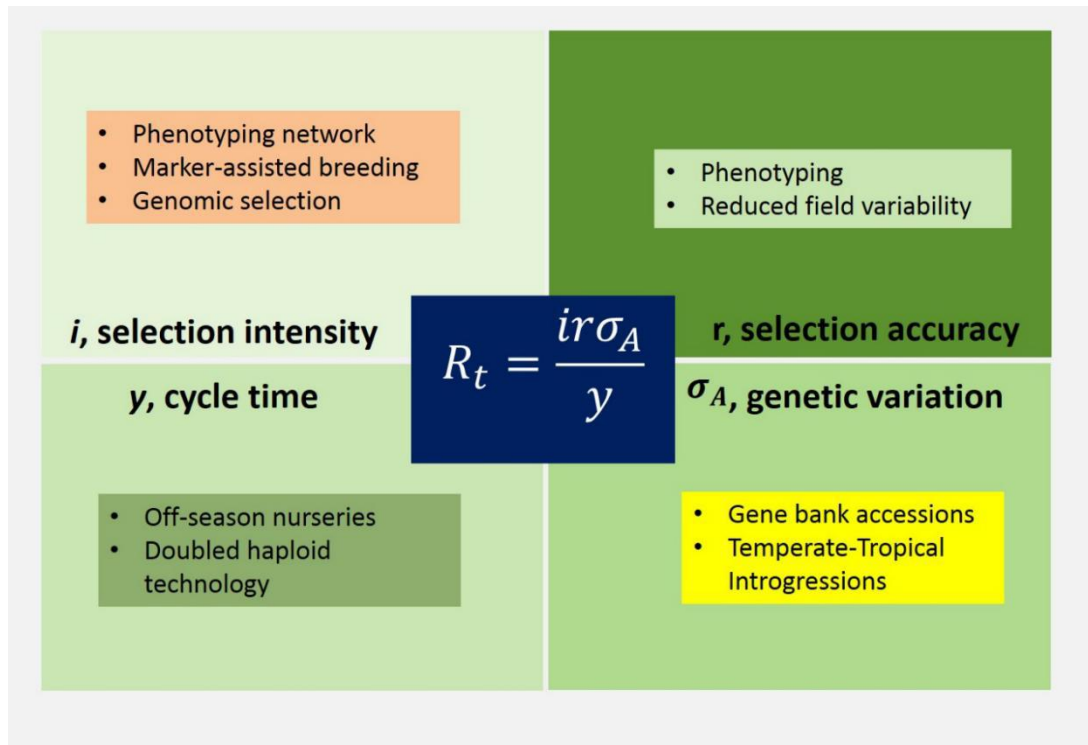 • Phenotyping network
• Marker-assisted breeding
• Genomic selection
i, selection intensity
• Phenotyping
• Reduced field variability
r, selection accuracy
R_t = irσ_A / y
y, cycle time
• Off-season nurseries
• Doubled haploid
technology
σ_A, genetic variation
• Gene bank accessions
• Temperate-Tropical
Introgressions